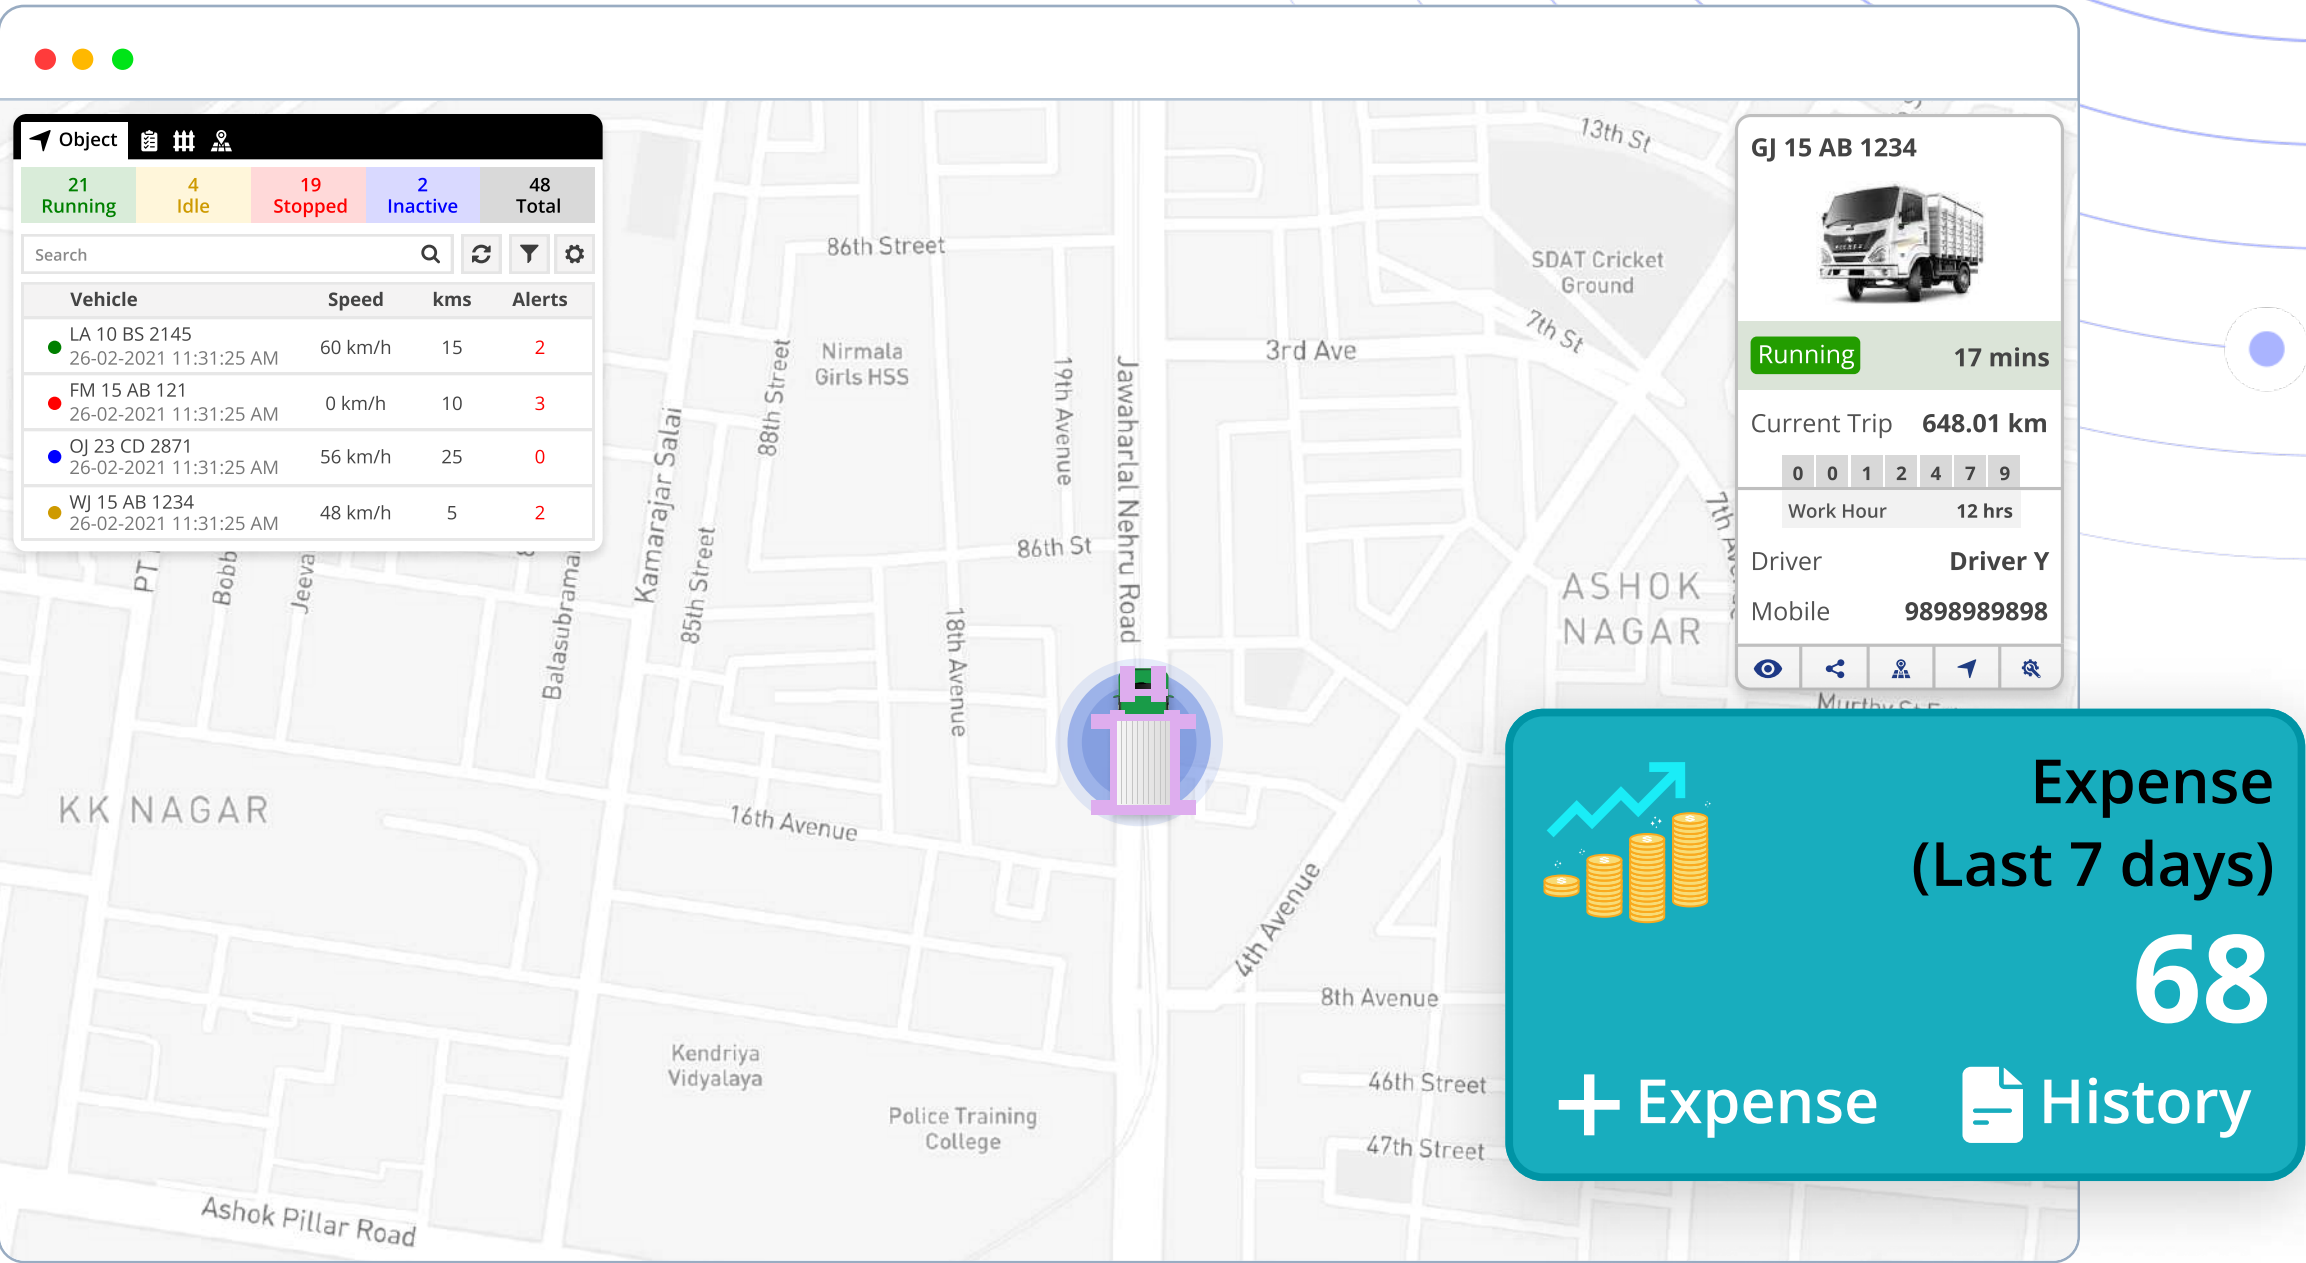 Object
21 Running
4 Idle
19 Stopped
2 Inactive
48 Total
Search
Vehicle Speed kms Alerts
LA 10 BS 2145
26-02-2021 11:31:25 AM
60 km/h 15 2
FM 15 AB 121
26-02-2021 11:31:25 AM
0 km/h 10 3
OJ 23 CD 2871
26-02-2021 11:31:25 AM
56 km/h 25 0
WJ 15 AB 1234
26-02-2021 11:31:25 AM
48 km/h 5 2
GJ 15 AB 1234
Running 17 mins
Current Trip 648.01 km
0 0 1 2 4 7 9
Work Hour 12 hrs
Driver Driver Y
Mobile 9898989898
13th St
86th Street
SDAT Cricket
Ground
7th St
3rd Ave
Nirmala
Girls HSS
88th Street
19th Avenue
Jawaharlal Nehru Road
Kamarajar Salai
85th Street
86th St
ASHOK
NAGAR
18th Avenue
KK NAGAR
16th Avenue
4th Avenue
8th Avenue
Kendriya
Vidyalaya
Police Training
College
46th Street
47th Street
Ashok Pillar Road
Expense
(Last 7 days)
68
Expense
History